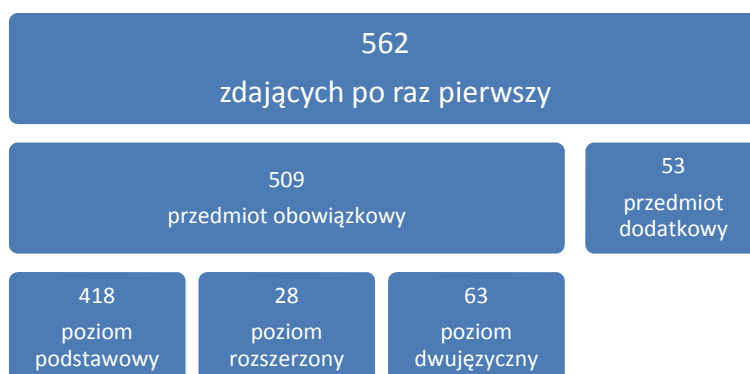 562
zdających po raz pierwszy
509
przedmiot obowiązkowy
53
przedmiot
dodatkowy
418
poziom
podstawowy
28
poziom
rozszerzony
63
poziom
dwujęzyczny